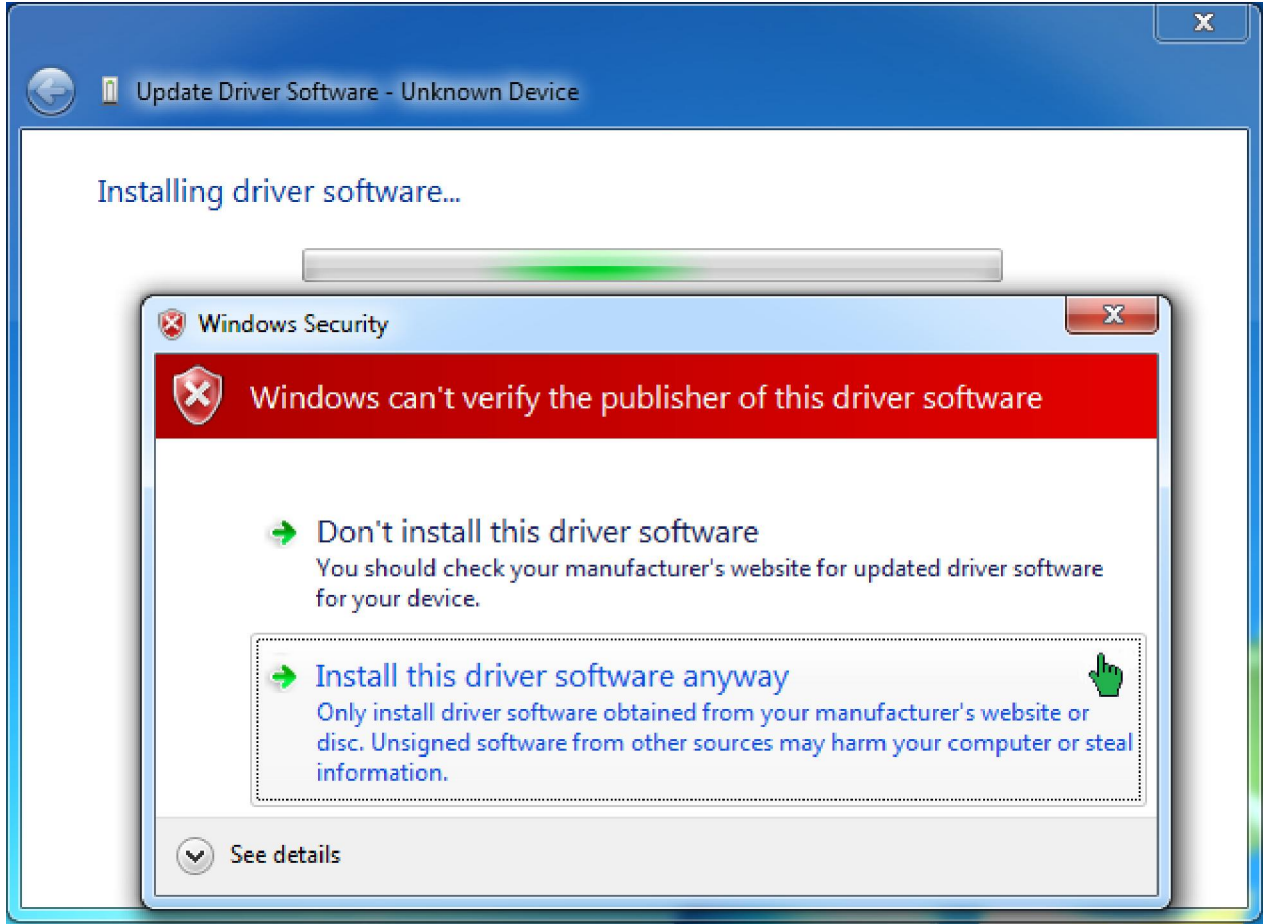 Update Driver Software - Unknown Device
Installing driver software...
Windows Security
Windows can't verify the publisher of this driver software
Don't install this driver software
You should check your manufacturer's website for updated driver software
for your device.
Install this driver software anyway
Only install driver software obtained from your manufacturer's website or
disc. Unsigned software from other sources may harm your computer or steal
information.
See details